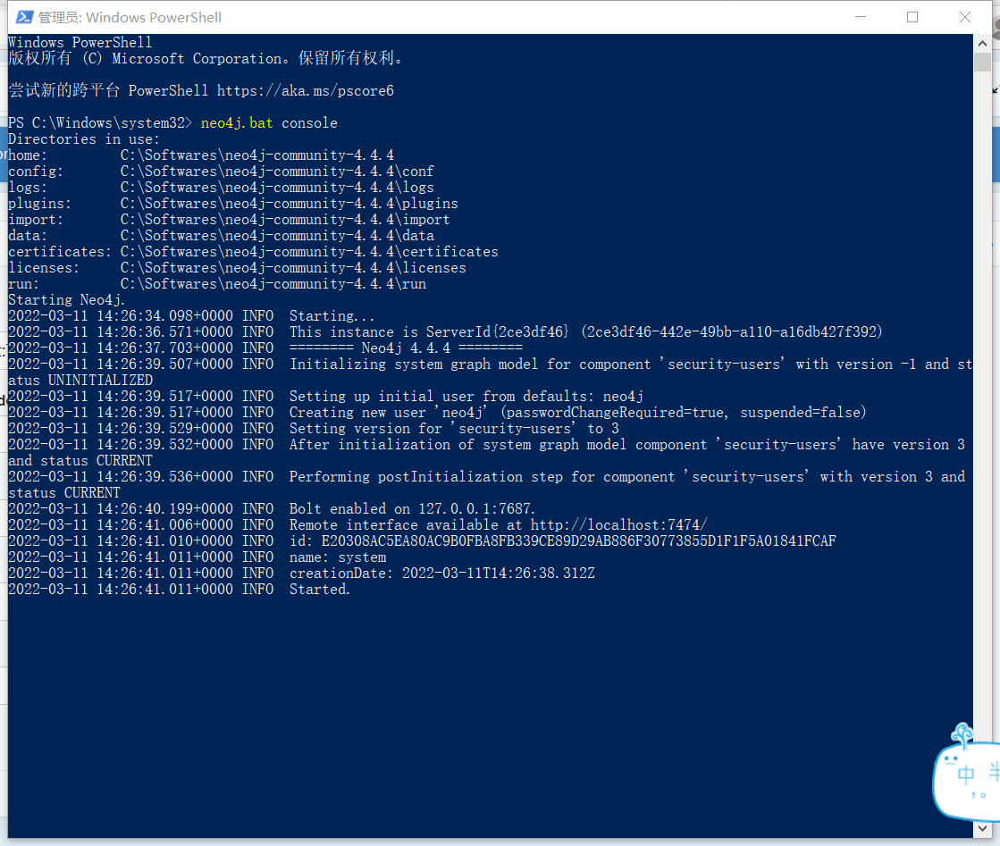 管理员: Windows PowerShell
Windows PowerShell
版权所有 (C) Microsoft Corporation。保留所有权利。
尝试新的跨平台 PowerShell https://aka.ms/pscore6
PS C:\Windows\system32> neo4j.bat console
Directories in use:
home:         C:\Softwares\neo4j-community-4.4.4
config:       C:\Softwares\neo4j-community-4.4.4\conf
logs:         C:\Softwares\neo4j-community-4.4.4\logs
plugins:      C:\Softwares\neo4j-community-4.4.4\plugins
import:       C:\Softwares\neo4j-community-4.4.4\import
data:         C:\Softwares\neo4j-community-4.4.4\data
certificates: C:\Softwares\neo4j-community-4.4.4\certificates
licenses:     C:\Softwares\neo4j-community-4.4.4\licenses
run:          C:\Softwares\neo4j-community-4.4.4\run
Starting Neo4j.
2022-03-11 14:26:34.098+0000 INFO  Starting...
2022-03-11 14:26:36.571+0000 INFO  This instance is ServerId{2ce3df46} (2ce3df46-442e-49bb-a110-a16db427f392)
2022-03-11 14:26:37.703+0000 INFO  ======== Neo4j 4.4.4 ========
2022-03-11 14:26:39.507+0000 INFO  Initializing system graph model for component 'security-users' with version -1 and st
atus UNINITIALIZED
2022-03-11 14:26:39.517+0000 INFO  Setting up initial user from defaults: neo4j
2022-03-11 14:26:39.517+0000 INFO  Creating new user 'neo4j' (passwordChangeRequired=true, suspended=false)
2022-03-11 14:26:39.529+0000 INFO  Setting version for 'security-users' to 3
2022-03-11 14:26:39.532+0000 INFO  After initialization of system graph model component 'security-users' have version 3
and status CURRENT
2022-03-11 14:26:39.536+0000 INFO  Performing postInitialization step for component 'security-users' with version 3 and
status CURRENT
2022-03-11 14:26:40.199+0000 INFO  Bolt enabled on 127.0.0.1:7687.
2022-03-11 14:26:41.006+0000 INFO  Remote interface available at http://localhost:7474/
2022-03-11 14:26:41.010+0000 INFO  id: E20308AC5EA80AC9B0FBA8FB339CE89D29AB886F30773855D1F1F5A01841FCAF
2022-03-11 14:26:41.011+0000 INFO  name: system
2022-03-11 14:26:41.011+0000 INFO  creationDate: 2022-03-11T14:26:38.312Z
2022-03-11 14:26:41.011+0000 INFO  Started.
中 半